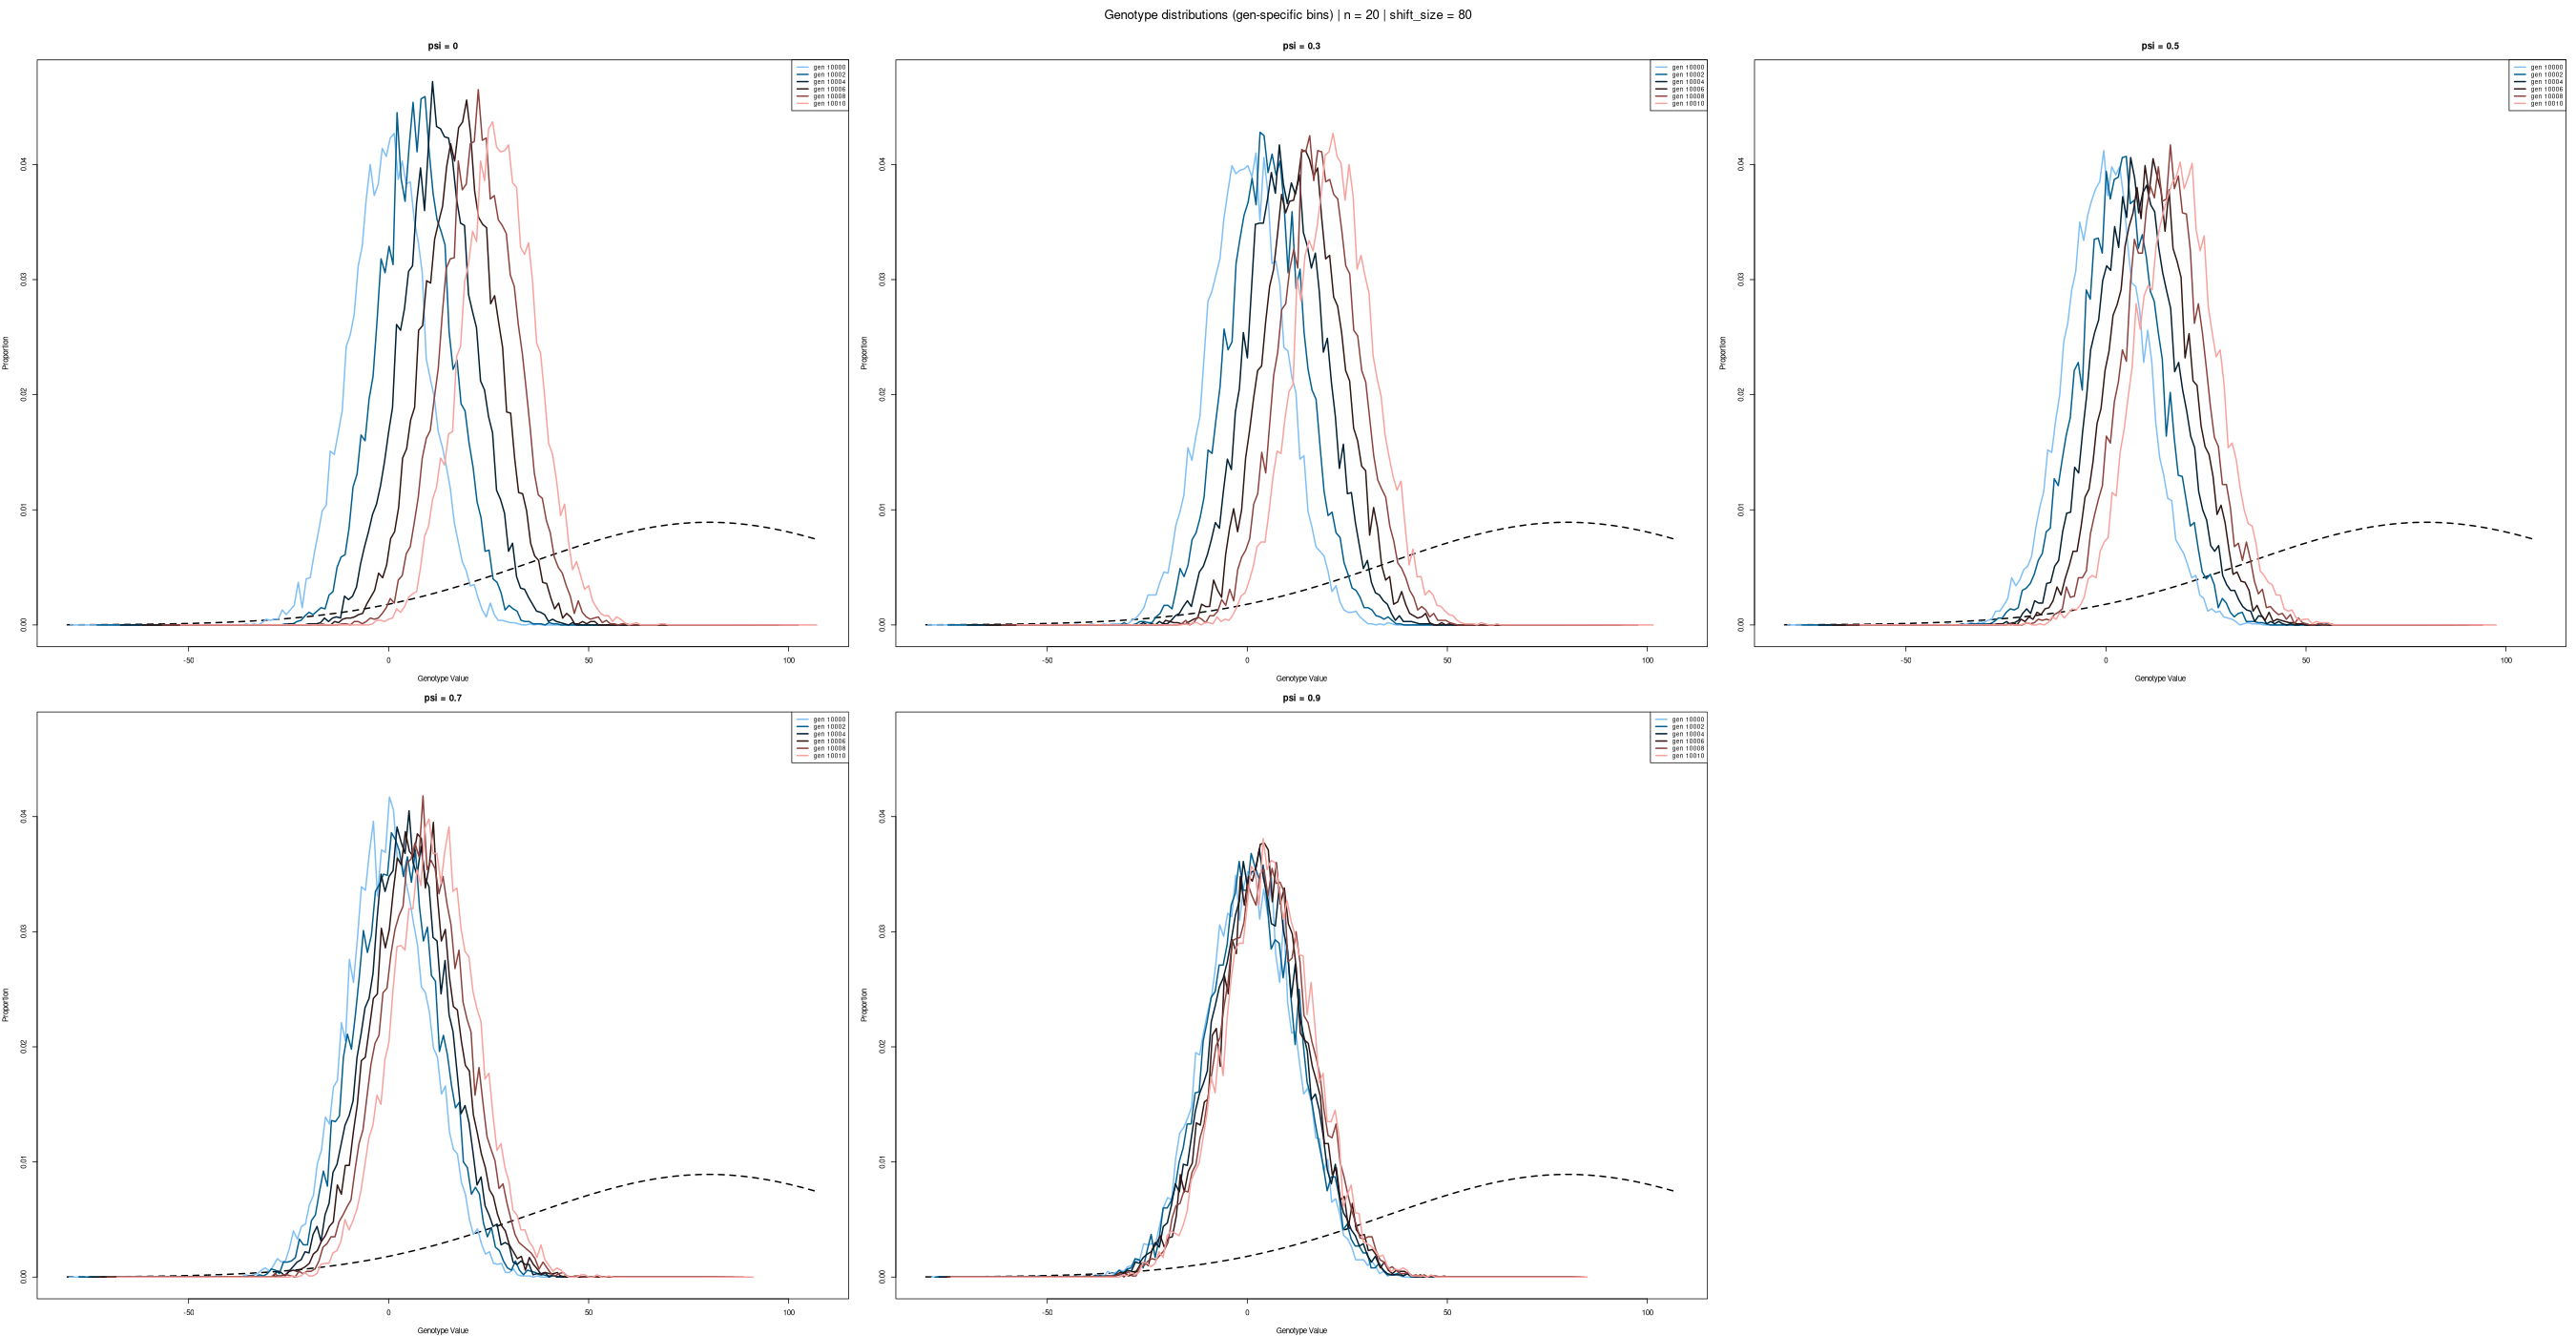 Genotype distributions (gen-specific bins) | n = 20 | shift_size = 80
psi = 0
gen 10000
gen 10002
gen 10004
gen 10006
gen 10008
gen 10010
Proportion
0.04
0.03
0.02
0.01
0.00
-50 0 50 100
Genotype Value
psi = 0.3
gen 10000
gen 10002
gen 10004
gen 10006
gen 10008
gen 10010
Proportion
0.04
0.03
0.02
0.01
0.00
-50 0 50 100
Genotype Value
psi = 0.5
gen 10000
gen 10002
gen 10004
gen 10006
gen 10008
gen 10010
Proportion
0.04
0.03
0.02
0.01
0.00
-50 0 50 100
Genotype Value
psi = 0.7
gen 10000
gen 10002
gen 10004
gen 10006
gen 10008
gen 10010
Proportion
0.04
0.03
0.02
0.01
0.00
-50 0 50 100
Genotype Value
psi = 0.9
gen 10000
gen 10002
gen 10004
gen 10006
gen 10008
gen 10010
Proportion
0.04
0.03
0.02
0.01
0.00
-50 0 50 100
Genotype Value